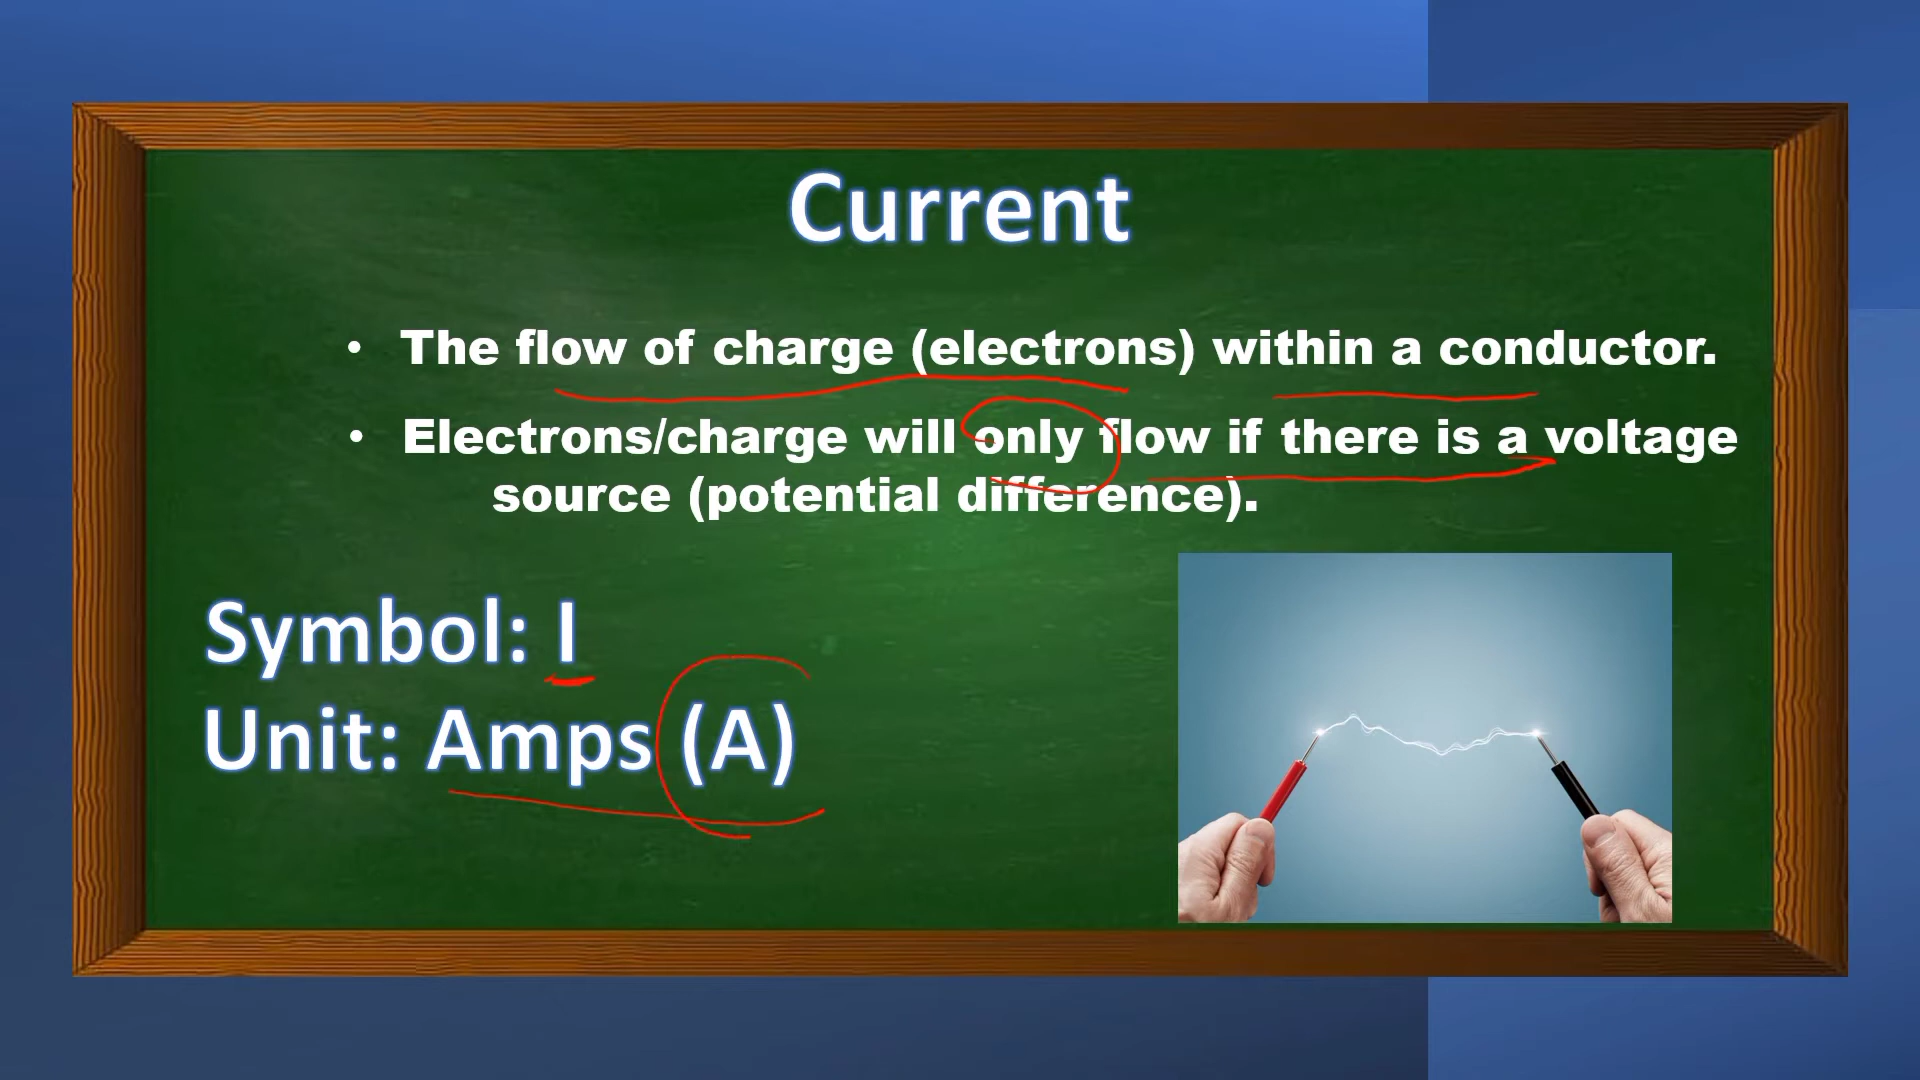 Current
• The flow of charge (electrons) within a conductor.
• Electrons/charge will only flow if there is a voltage
source (potential difference).
Symbol: I
Unit: Amps (A)